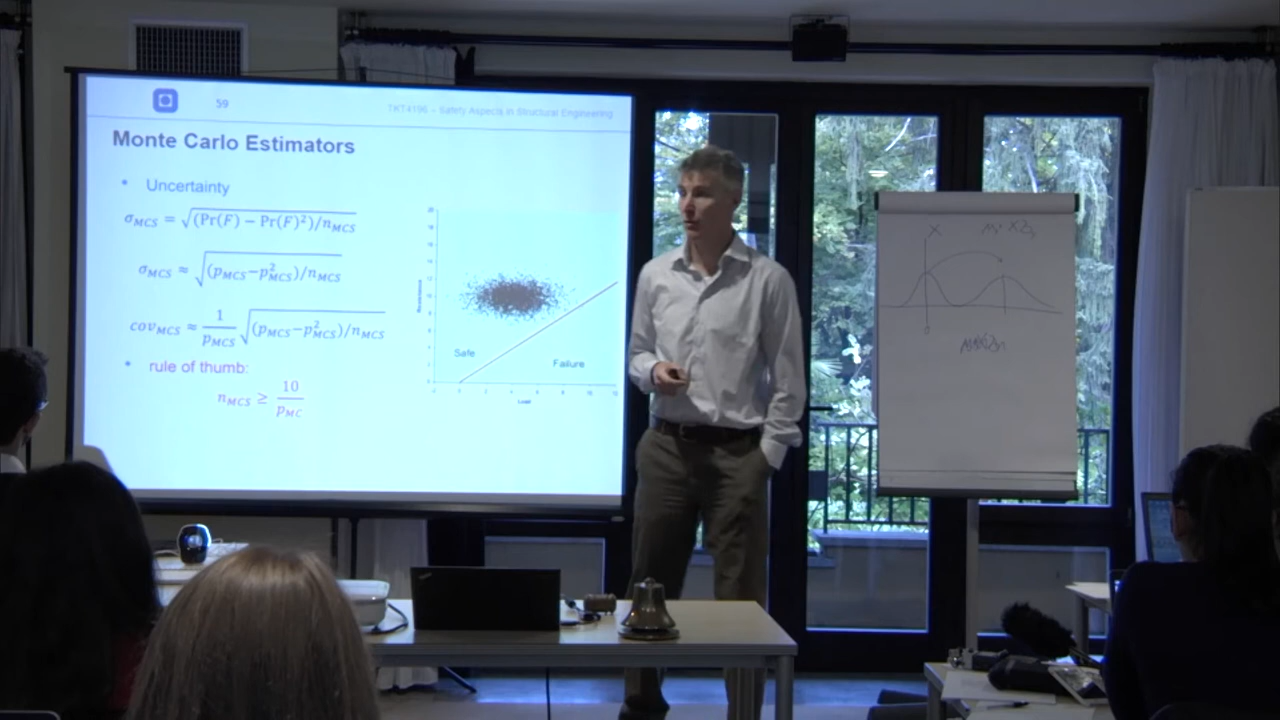 59
TKT4196 – Safety Aspects in Structural Engineering
Monte Carlo Estimators
• Uncertainty
σ_MCS = √((Pr(F) − Pr(F)²)/n_MCS)
σ_MCS ≈ √((p_MCS−p²_MCS)/n_MCS)
cov_MCS ≈ 1/p_MCS √((p_MCS−p²_MCS)/n_MCS)
• rule of thumb:
n_MCS ≥ 10/p_MC
Resistance
Safe
Failure
Load
X